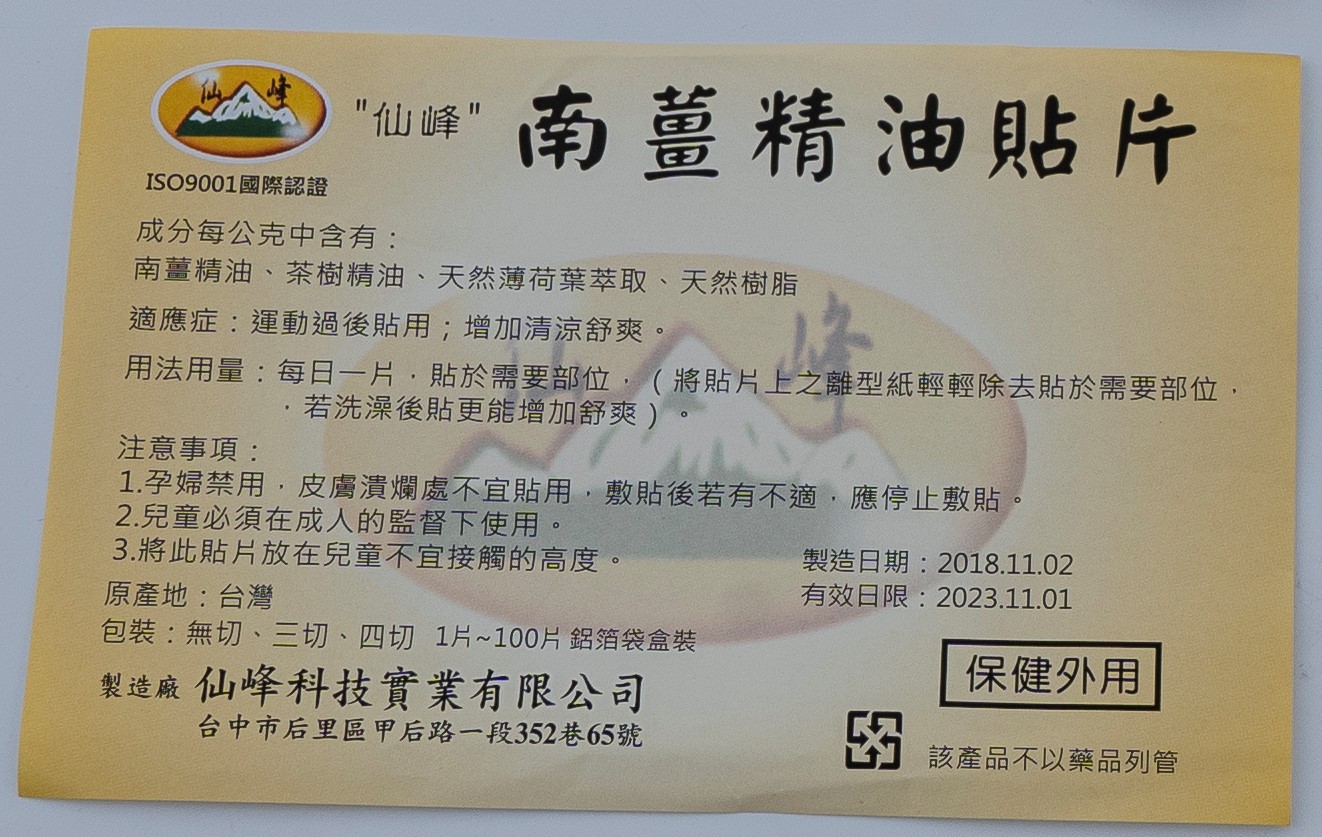 仙峰
ISO9001國際認證
"仙峰" 南薑精油貼片
成分每公克中含有：
南薑精油、茶樹精油、天然薄荷葉萃取、天然樹脂
適應症：運動過後貼用；增加清涼舒爽。
用法用量：每日一片，貼於需要部位，（將貼片上之離型紙輕輕除去貼於需要部位，
，若洗澡後貼更能增加舒爽）。
注意事項：
1.孕婦禁用，皮膚潰爛處不宜貼用，敷貼後若有不適，應停止敷貼。
2.兒童必須在成人的監督下使用。
3.將此貼片放在兒童不宜接觸的高度。
製造日期：2018.11.02
有效日限：2023.11.01
原產地：台灣
包裝：無切、三切、四切 1片~100片 鋁箔袋盒裝
製造廠 仙峰科技實業有限公司
台中市后里區甲后路一段352巷65號
保健外用
該產品不以藥品列管
仙峰